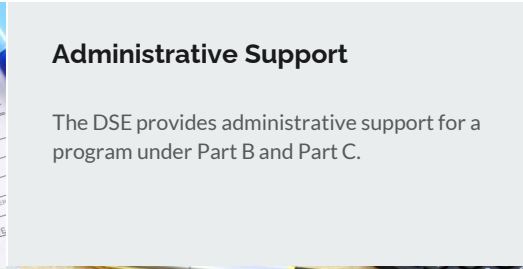 Administrative Support
The DSE provides administrative support for a
program under Part B and Part C.